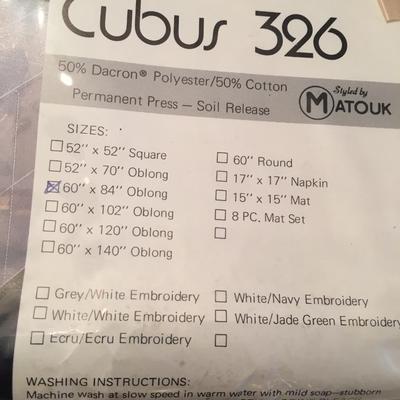 Cubus 326
50% Dacron® Polyester/50% Cotton
Permanent Press — Soil Release
Styled by
MATOUK
SIZES:
52" x 52" Square
52" x 70" Oblong
60" x 84" Oblong
60" x 102" Oblong
60" x 120" Oblong
60" x 140" Oblong
60" Round
17" x 17" Napkin
15" x 15" Mat
8 PC. Mat Set
Grey/White Embroidery
White/White Embroidery
Ecru/Ecru Embroidery
White/Navy Embroidery
White/Jade Green Embroidery
WASHING INSTRUCTIONS:
Machine wash at slow speed in warm water with mild soap—stubborn